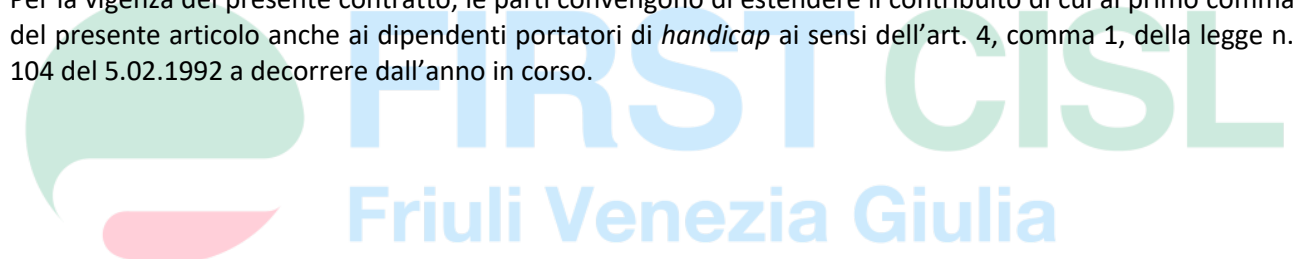 Per la vigenza del presente contratto, le parti convengono di estendere il contributo di cui al primo comma
del presente articolo anche ai dipendenti portatori di handicap ai sensi dell’art. 4, comma 1, della legge n.
104 del 5.02.1992 a decorrere dall’anno in corso.
FIRST CISL
Friuli Venezia Giulia